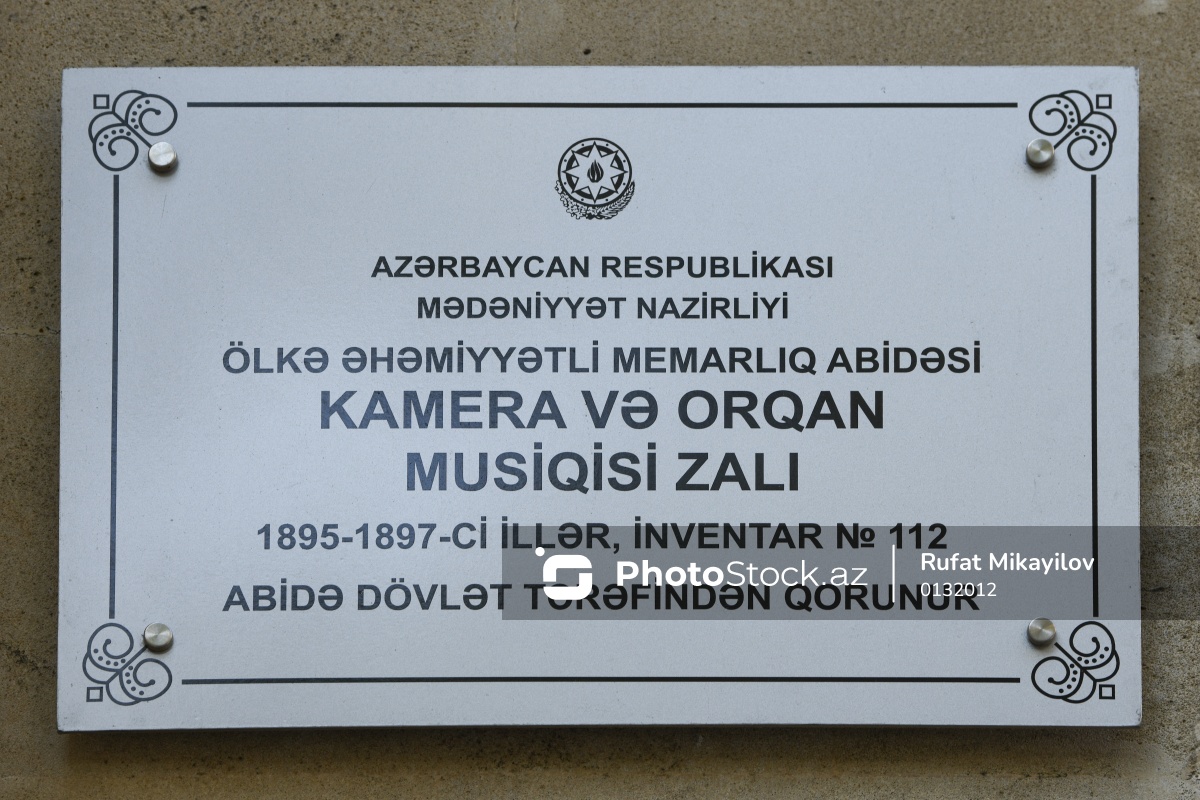 AZƏRBAYCAN RESPUBLİKASI
MƏDƏNİYYƏT NAZİRLİYİ
ÖLKƏ ƏHƏMİYYƏTLİ MEMARLIQ ABİDƏSİ
KAMERA VƏ ORQAN
MUSİQİSİ ZALI
1895-1897-Cİ İLLƏR, İNVENTAR № 112
ABİDƏ DÖVLƏT TƏRƏFİNDƏN QORUNUR
PhotoStock.az
Rufat Mikayilov
0132012